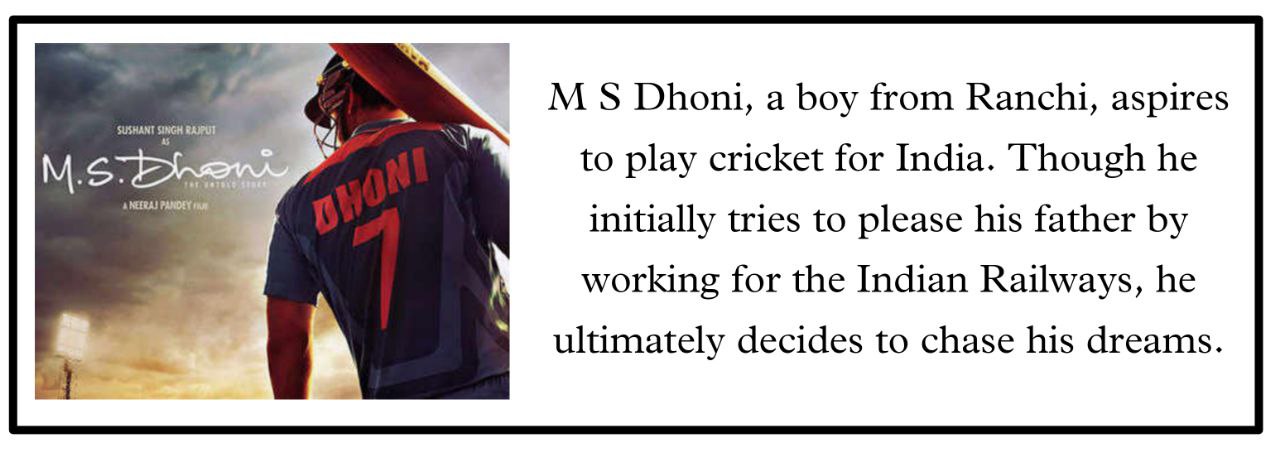 SUSHANT SINGH RAJPUT
AS
M.S.Dhoni
THE UNTOLD STORY
A NEERAJ PANDEY FILM
DHONI
7
M S Dhoni, a boy from Ranchi, aspires
to play cricket for India. Though he
initially tries to please his father by
working for the Indian Railways, he
ultimately decides to chase his dreams.